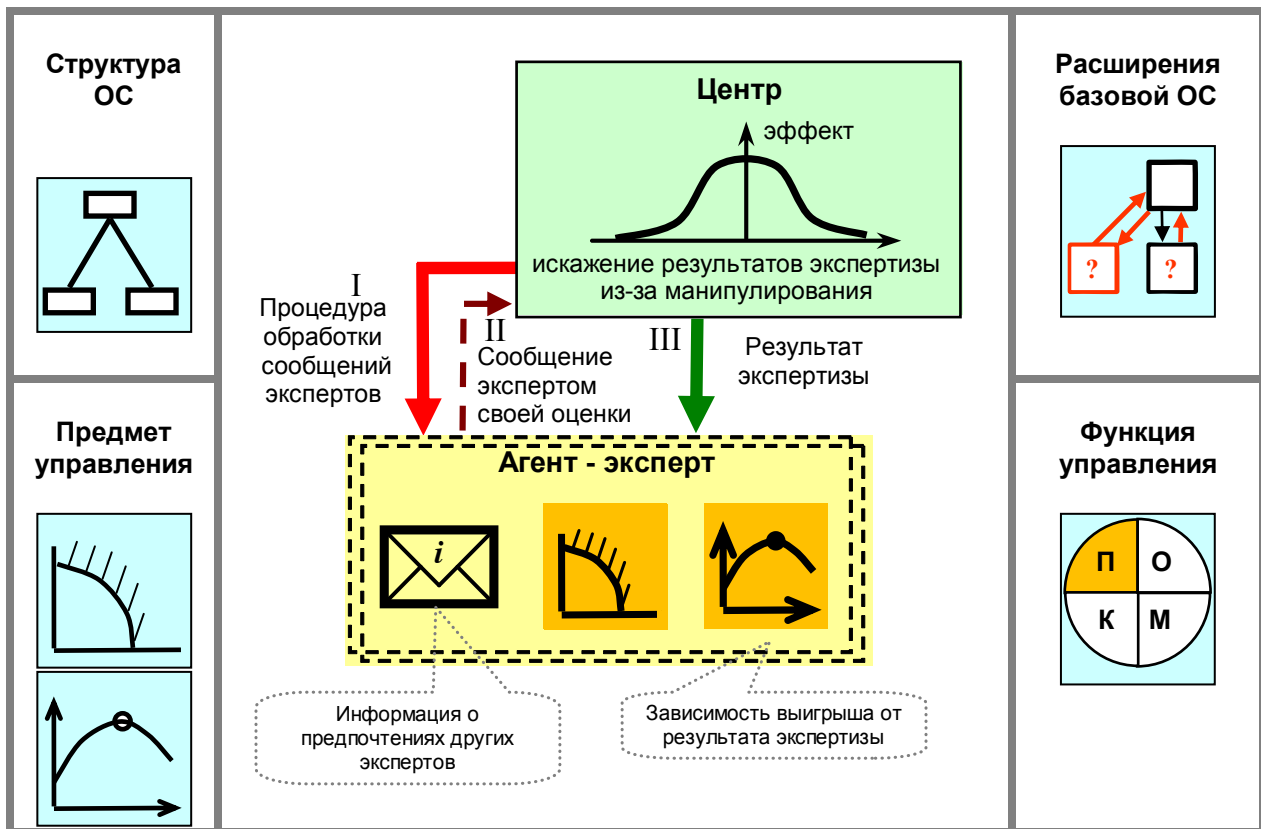 Структура
ОС
Предмет
управления
Центр
эффект
искажение результатов экспертизы
из-за манипулирования
I
Процедура
обработки
сообщений
экспертов
II
Сообщение
экспертом
своей оценки
III
Результат
экспертизы
Агент - эксперт
i
Информация о
предпочтениях других
экспертов
Зависимость выигрыша от
результата экспертизы
Расширения
базовой ОС
? ?
Функция
управления
П О
К М